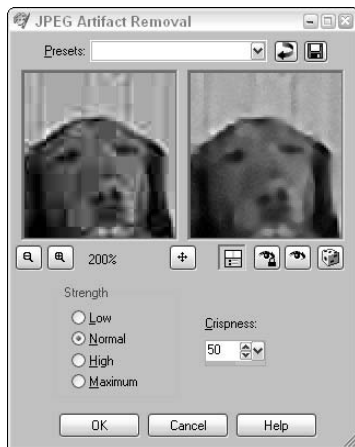 JPEG Artifact Removal
Presets:
200%
Strength
Low
Normal
High
Maximum
Crispness:
50
OK Cancel Help